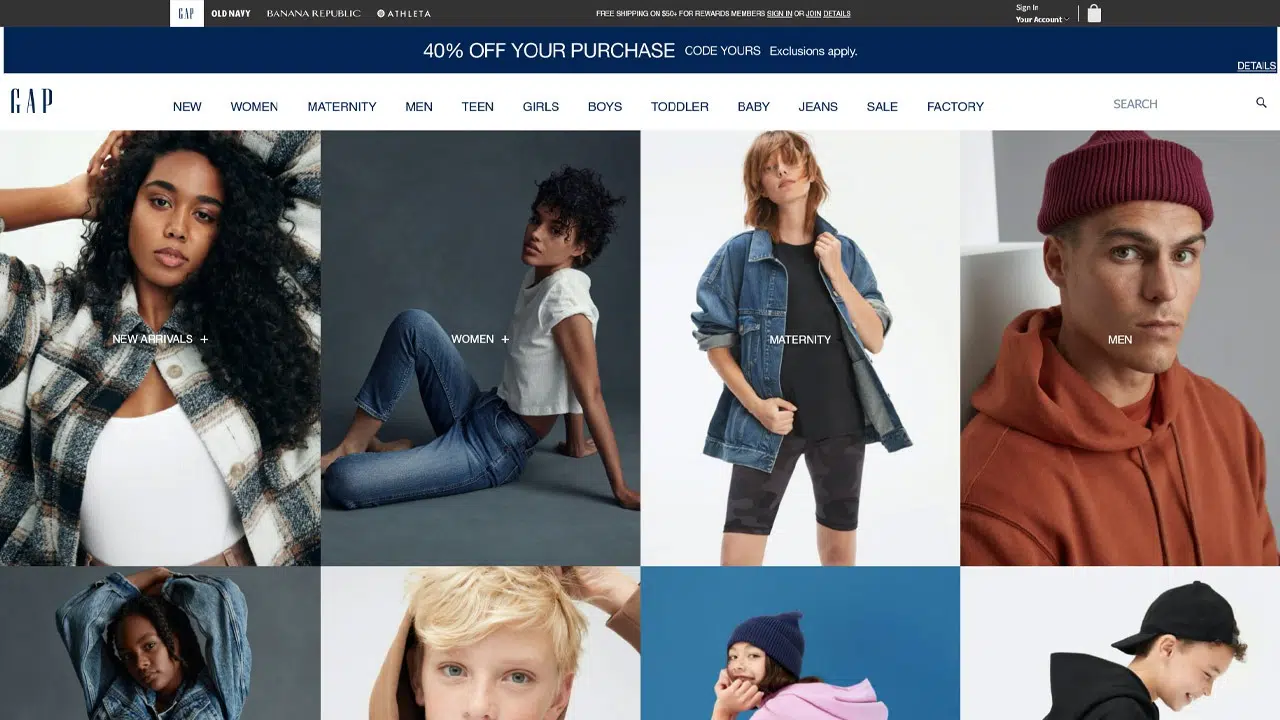 GAP OLD NAVY BANANA REPUBLIC ATHLETA FREE SHIPPING ON $50+ FOR REWARDS MEMBERS SIGN IN OR JOIN DETAILS Sign In
Your Account
40% OFF YOUR PURCHASE CODE YOURS Exclusions apply.
DETAILS
GAP NEW WOMEN MATERNITY MEN TEEN GIRLS BOYS TODDLER BABY JEANS SALE FACTORY SEARCH
NEW ARRIVALS + WOMEN + MATERNITY MEN